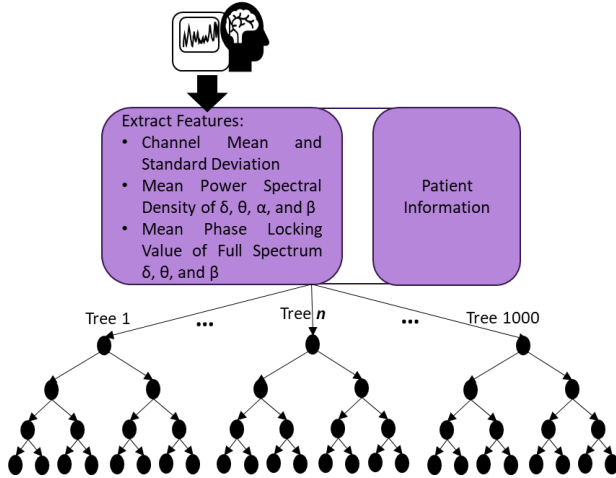 Extract Features:
• Channel Mean and
Standard Deviation
• Mean Power Spectral
Density of δ, θ, α, and β
• Mean Phase Locking
Value of Full Spectrum
δ, θ, and β
Patient
Information
Tree 1
...
Tree n
...
Tree 1000